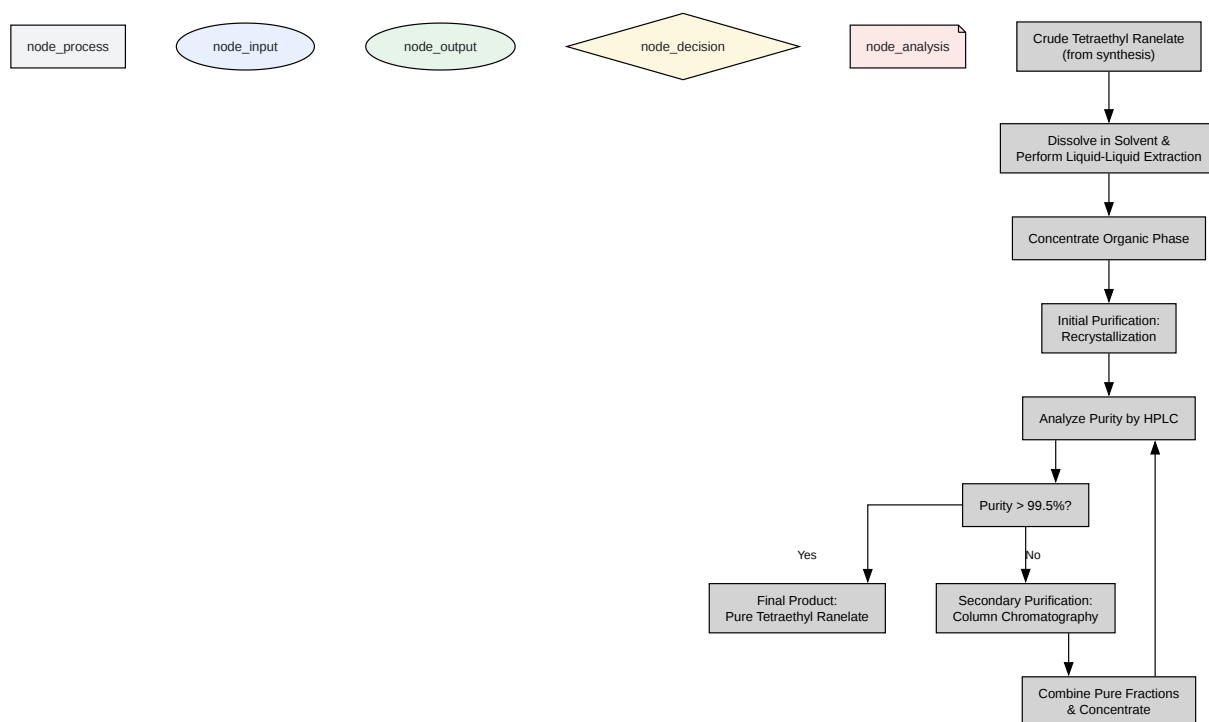 node_process
node_input
node_output
node_decision
node_analysis
Crude Tetraethyl Ranelate
(from synthesis)
Dissolve in Solvent &
Perform Liquid-Liquid Extraction
Concentrate Organic Phase
Initial Purification:
Recrystallization
Analyze Purity by HPLC
Purity > 99.5%?
Yes
No
Final Product:
Pure Tetraethyl Ranelate
Secondary Purification:
Column Chromatography
Combine Pure Fractions
& Concentrate